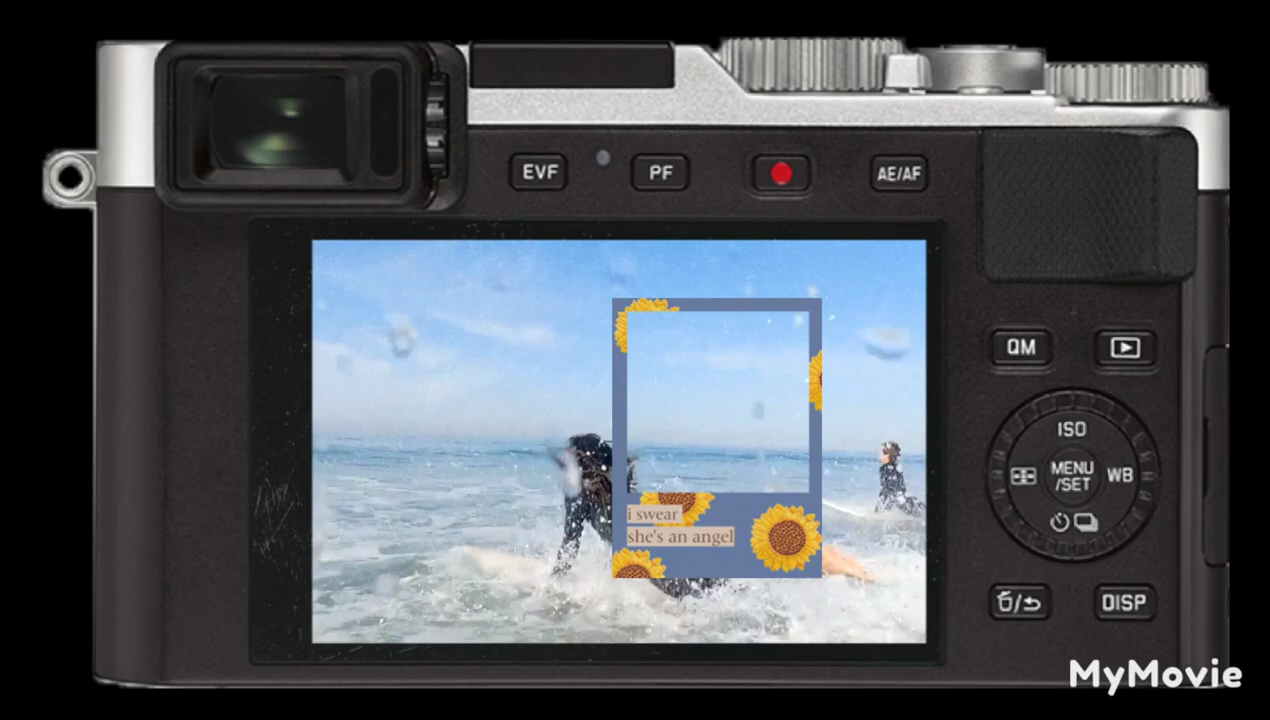 EVF
PF
AE/AF
QM
ISO
MENU
/SET
WB
DISP
i swear
she's an angel
MyMovie